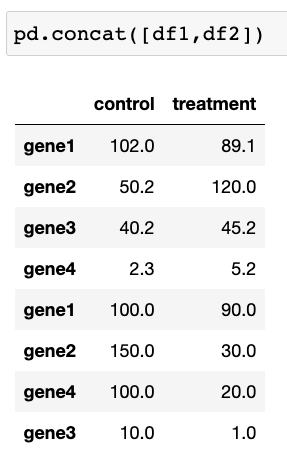 pd.concat([df1,df2])
control treatment
gene1 102.0 89.1
gene2 50.2 120.0
gene3 40.2 45.2
gene4 2.3 5.2
gene1 100.0 90.0
gene2 150.0 30.0
gene4 100.0 20.0
gene3 10.0 1.0